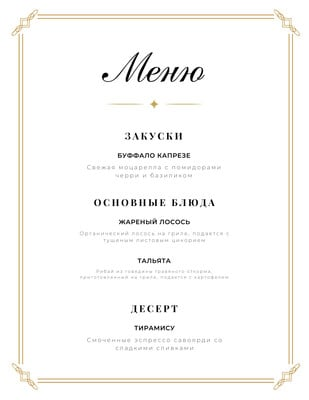 Меню
ЗАКУСКИ
БУФФАЛО КАПРЕЗЕ
Свежая моцарелла с помидорами
черри и базиликом
ОСНОВНЫЕ БЛЮДА
ЖАРЕНЫЙ ЛОСОСЬ
Органический лосось на гриле, подается с
тушеным листовым цикорием
ТАЛЬЯТА
Рибай из говядины травяного откорма,
приготовленный на гриле, подается с картофелем
ДЕСЕРТ
ТИРАМИСУ
Смоченные эспрессо савоярди со
сладкими сливками